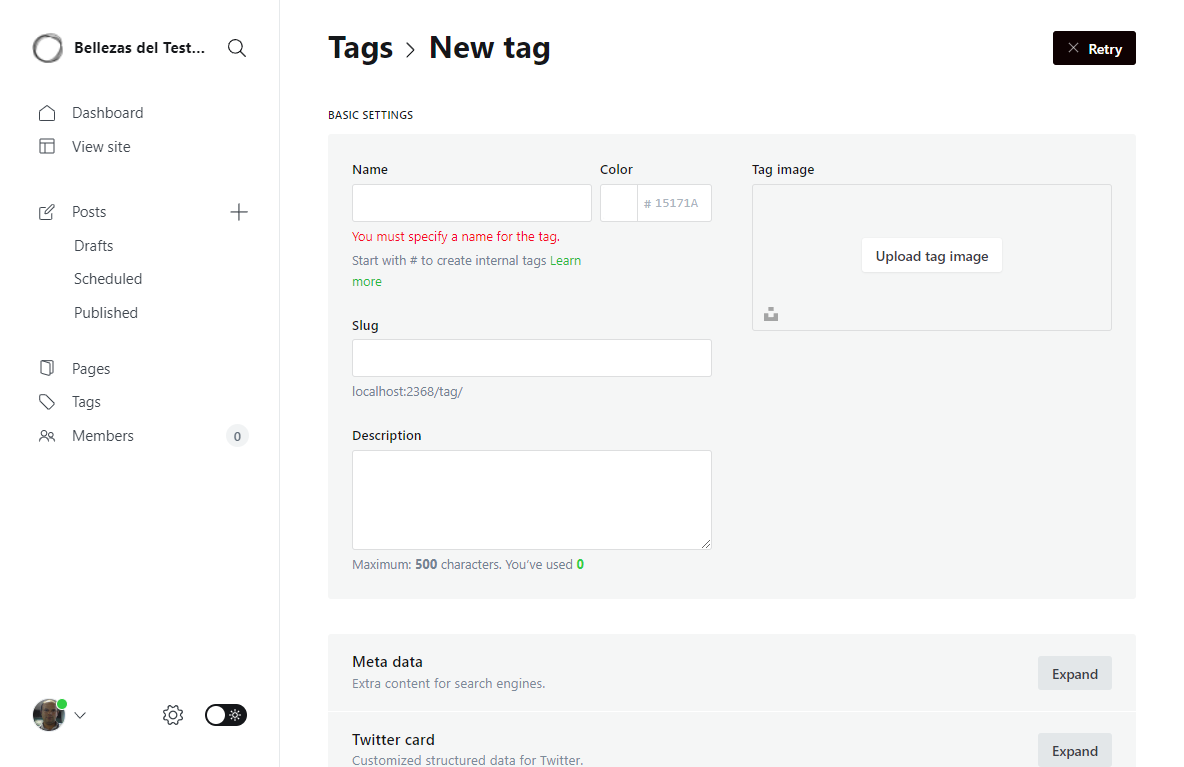 Bellezas del Test...
Dashboard
View site
Posts
Drafts
Scheduled
Published
Pages
Tags
Members
0
Tags
New tag
Retry
BASIC SETTINGS
Name
Color
# 15171A
You must specify a name for the tag.
Start with # to create internal tags Learn
more
Tag image
Upload tag image
Slug
localhost:2368/tag/
Description
Maximum: 500 characters. You’ve used 0
Meta data
Extra content for search engines.
Expand
Twitter card
Customized structured data for Twitter.
Expand